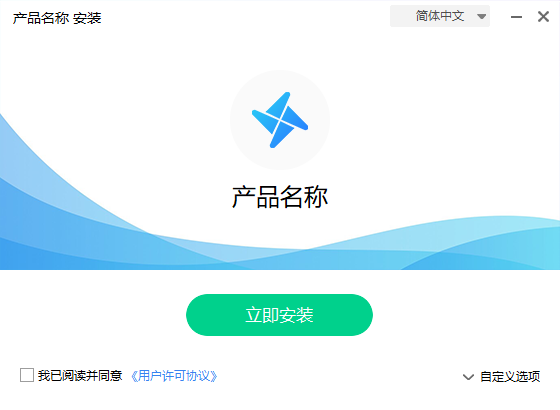 产品名称 安装
简体中文
产品名称
立即安装
我已阅读并同意 《用户许可协议》
自定义选项